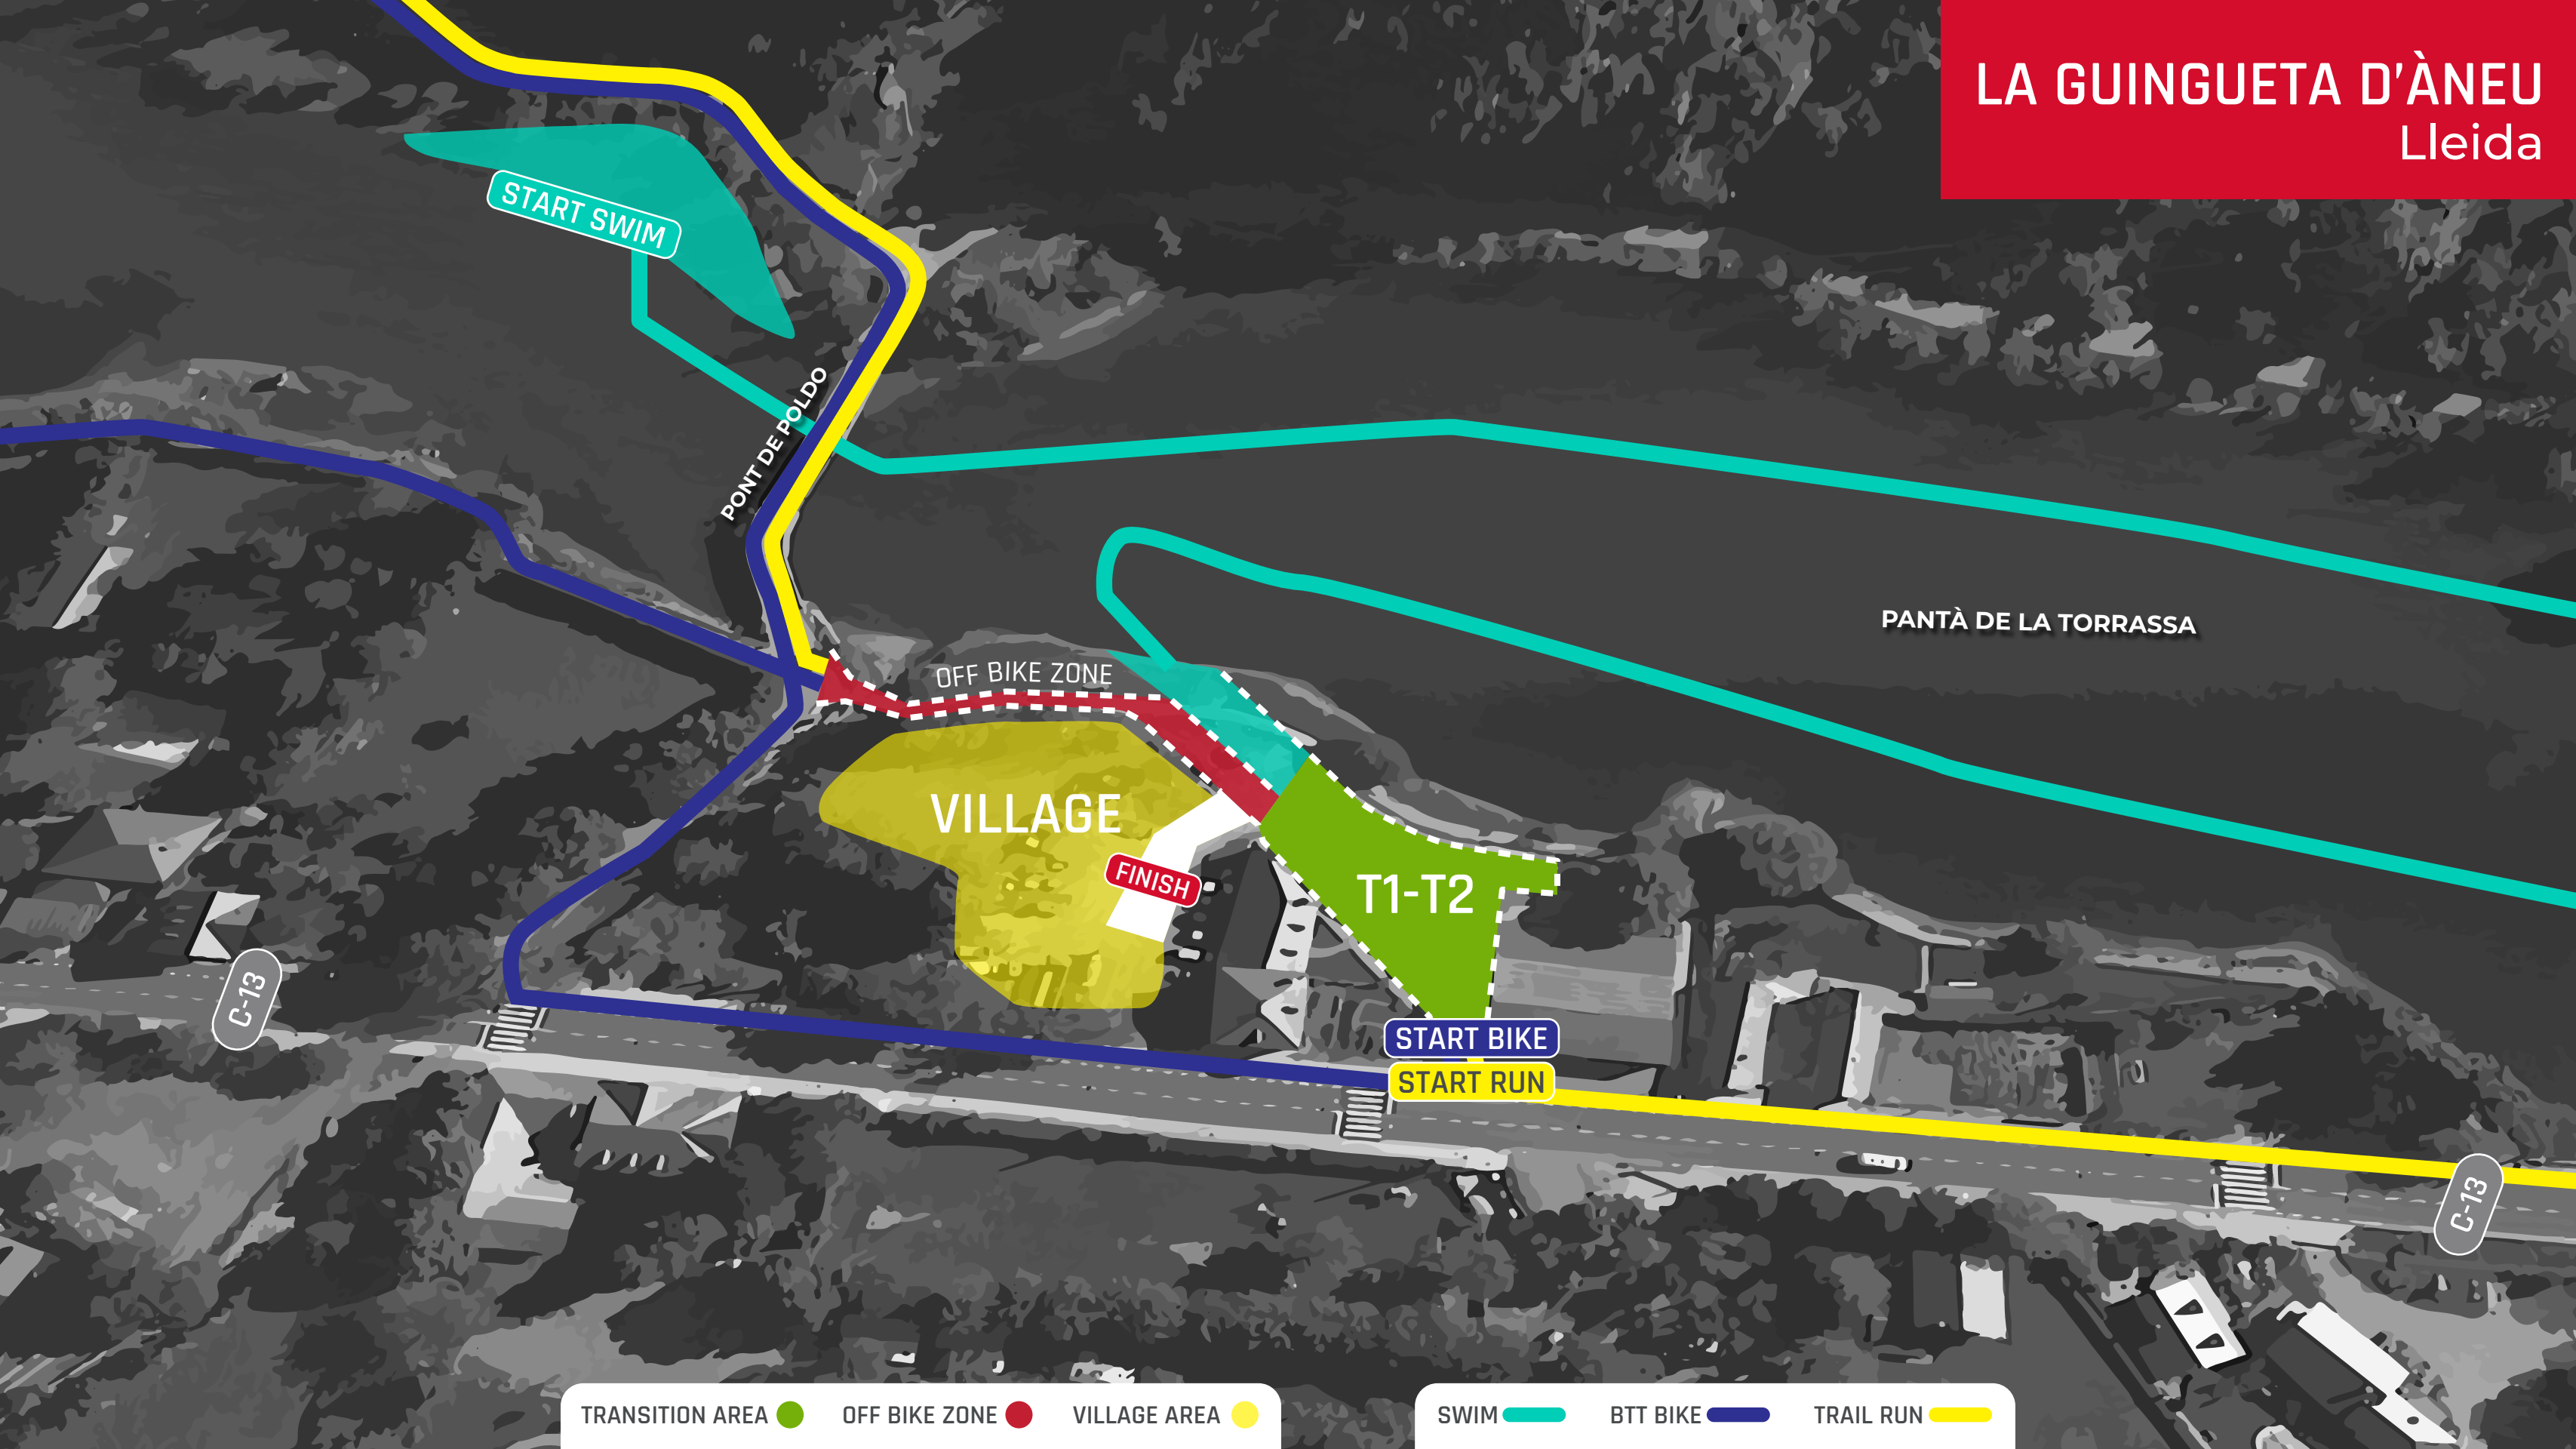 LA GUINGUETA D'ÀNEU
Lleida
START SWIM
PONT DE POLDO
PANTÀ DE LA TORRASSA
OFF BIKE ZONE
VILLAGE
FINISH
T1-T2
C-13
START BIKE
START RUN
C-13
TRANSITION AREA
OFF BIKE ZONE
VILLAGE AREA
SWIM
BTT BIKE
TRAIL RUN